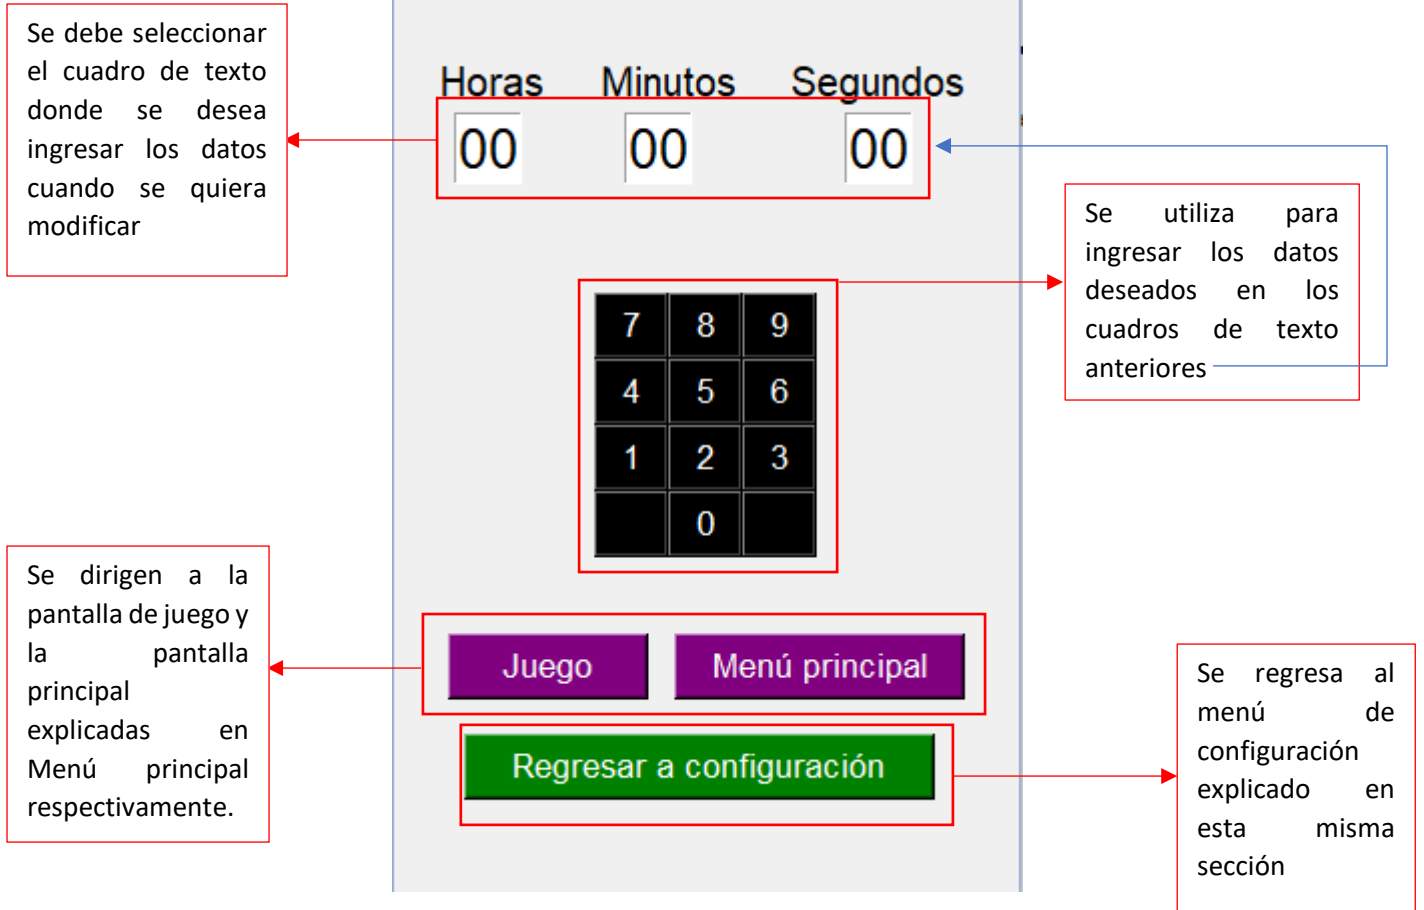 Se debe seleccionar
el cuadro de texto
donde se desea
ingresar los datos
cuando se quiera
modificar
Horas Minutos Segundos
00 00 00
Se utiliza para
ingresar los datos
deseados en los
cuadros de texto
anteriores
7 8 9
4 5 6
1 2 3
0
Se dirigen a la
pantalla de juego y
la pantalla
principal
explicadas en
Menú principal
respectivamente.
Juego Menú principal
Regresar a configuración
Se regresa al
menú de
configuración
explicado en
esta misma
sección